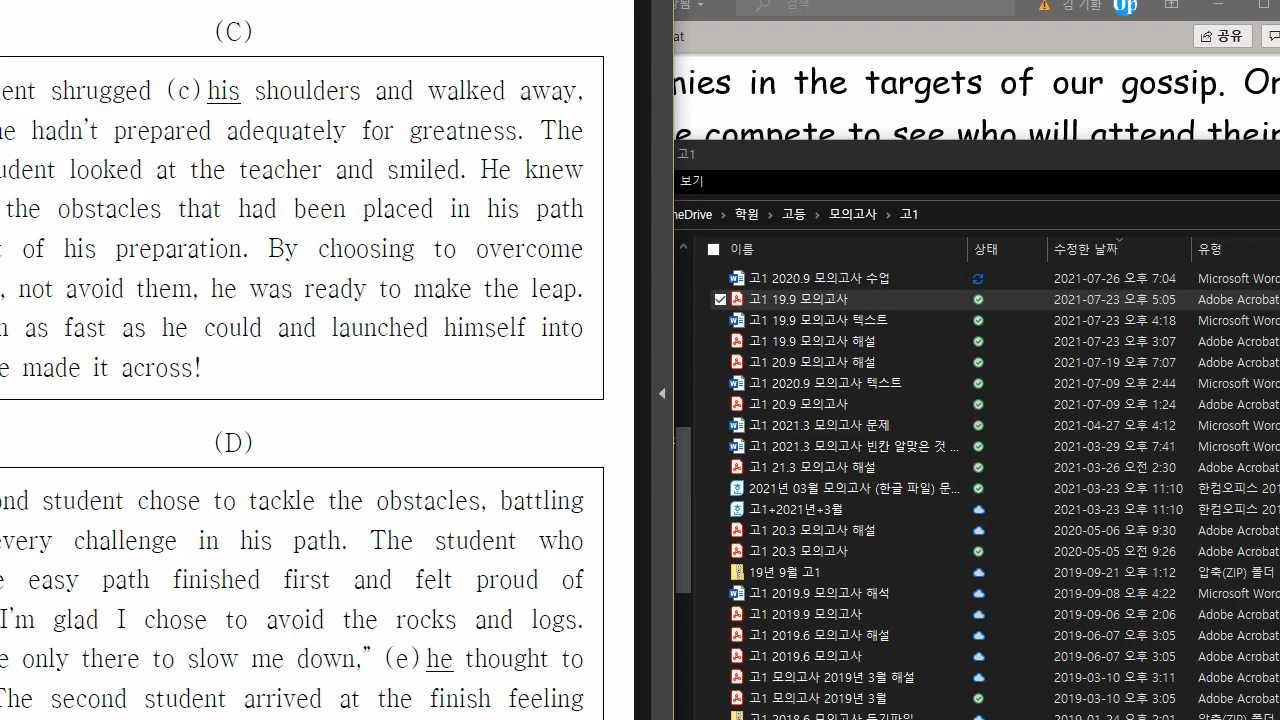 (C)
shrugged (c) his shoulders and walked away,
hadn't prepared adequately for greatness. The
looked at the teacher and smiled. He knew
the obstacles that had been placed in his path
of his preparation. By choosing to overcome
not avoid them, he was ready to make the leap.
as fast as he could and launched himself into
made it across!
(D)
student chose to tackle the obstacles, battling
every challenge in his path. The student who
easy path finished first and felt proud of
I'm glad I chose to avoid the rocks and logs.
only there to slow me down,” (e) he thought to
The second student arrived at the finish feeling
검색
김 기환
공유
in the targets of our gossip.
compete to see who will attend their
고1
보기
학원 > 고등 > 모의고사 > 고1
이름 상태 수정한 날짜 유형
고1 2020.9 모의고사 수업 2021-07-26 오후 7:04 Microsoft Word
고1 19.9 모의고사 2021-07-23 오후 5:05 Adobe Acrobat
고1 19.9 모의고사 텍스트 2021-07-23 오후 4:18 Microsoft Word
고1 19.9 모의고사 해설 2021-07-23 오후 3:07 Adobe Acrobat
고1 20.9 모의고사 해설 2021-07-19 오후 7:07 Adobe Acrobat
고1 2020.9 모의고사 텍스트 2021-07-09 오후 2:44 Microsoft Word
고1 20.9 모의고사 2021-07-09 오후 1:24 Adobe Acrobat
고1 2021.3 모의고사 문제 2021-04-27 오후 4:12 Microsoft Word
고1 2021.3 모의고사 빈칸 알맞은 것 ... 2021-03-29 오후 7:41 Microsoft Word
고1 21.3 모의고사 해설 2021-03-26 오전 2:30 Adobe Acrobat
2021년 03월 모의고사 (한글 파일) 문... 2021-03-23 오후 11:10 한컴오피스 201
고1+2021년+3월 2021-03-23 오후 11:10 한컴오피스 201
고1 20.3 모의고사 해설 2020-05-06 오후 9:36 Adobe Acrobat
고1 20.3 모의고사 2020-05-05 오전 9:26 Adobe Acrobat
19년 9월 고1 2019-09-21 오후 1:12 압축(ZIP) 폴더
고1 2019.9 모의고사 해석 2019-09-08 오후 4:22 Microsoft Word
고1 2019.9 모의고사 2019-09-06 오후 2:06 Adobe Acrobat
고1 2019.6 모의고사 해설 2019-06-07 오후 3:05 Adobe Acrobat
고1 2019.6 모의고사 2019-06-07 오후 3:05 Adobe Acrobat
고1 모의고사 2019년 3월 해설 2019-03-10 오후 3:11 Adobe Acrobat
고1 모의고사 2019년 3월 2019-03-10 오후 3:05 Adobe Acrobat
고1 2018.6 모의고사 듣기파일 2019-01-24 오후 압축(ZIP) 폴더